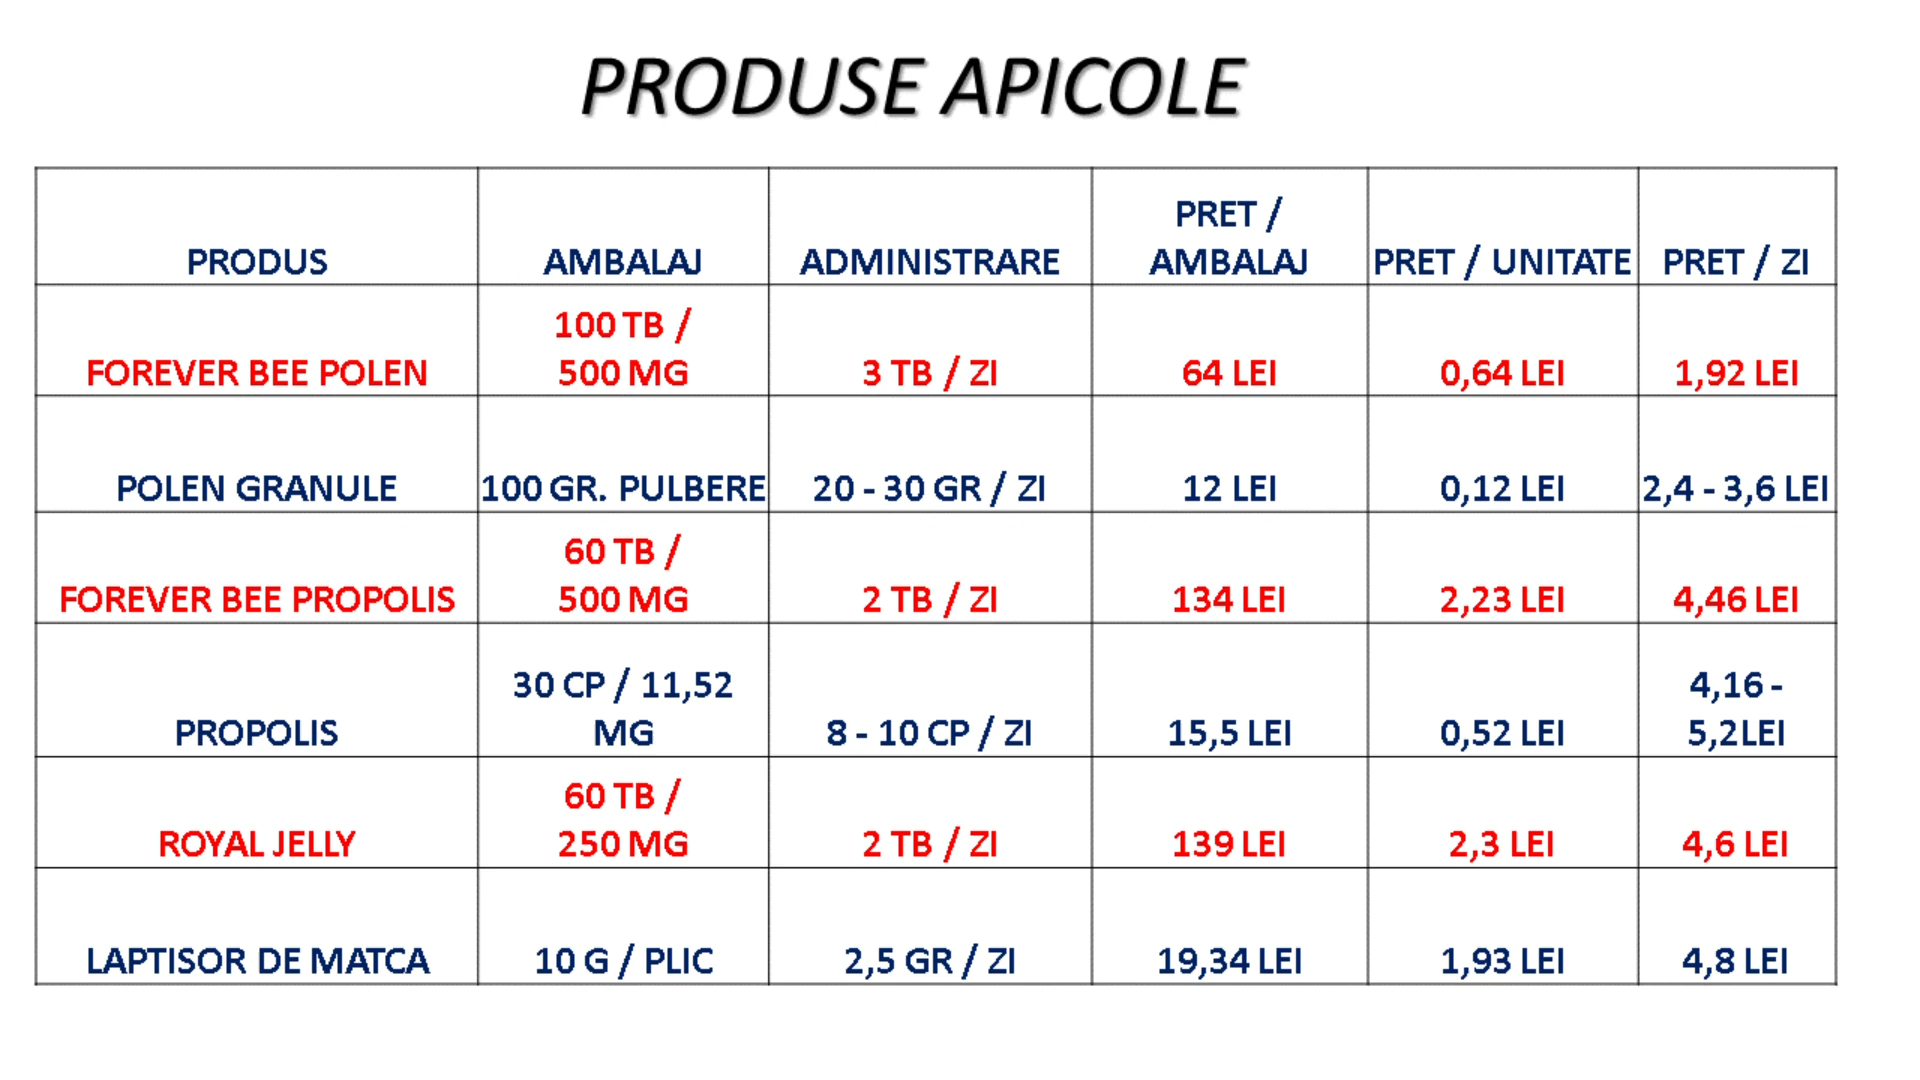 PRODUSE APICOLE
PRODUS AMBALAJ ADMINISTRARE PRET / AMBALAJ PRET / UNITATE PRET / ZI
FOREVER BEE POLEN 100 TB / 500 MG 3 TB / ZI 64 LEI 0,64 LEI 1,92 LEI
POLEN GRANULE 100 GR. PULBERE 20 - 30 GR / ZI 12 LEI 0,12 LEI 2,4 - 3,6 LEI
FOREVER BEE PROPOLIS 60 TB / 500 MG 2 TB / ZI 134 LEI 2,23 LEI 4,46 LEI
PROPOLIS 30 CP / 11,52 MG 8 - 10 CP / ZI 15,5 LEI 0,52 LEI 4,16 - 5,2LEI
ROYAL JELLY 60 TB / 250 MG 2 TB / ZI 139 LEI 2,3 LEI 4,6 LEI
LAPTISOR DE MATCA 10 G / PLIC 2,5 GR / ZI 19,34 LEI 1,93 LEI 4,8 LEI